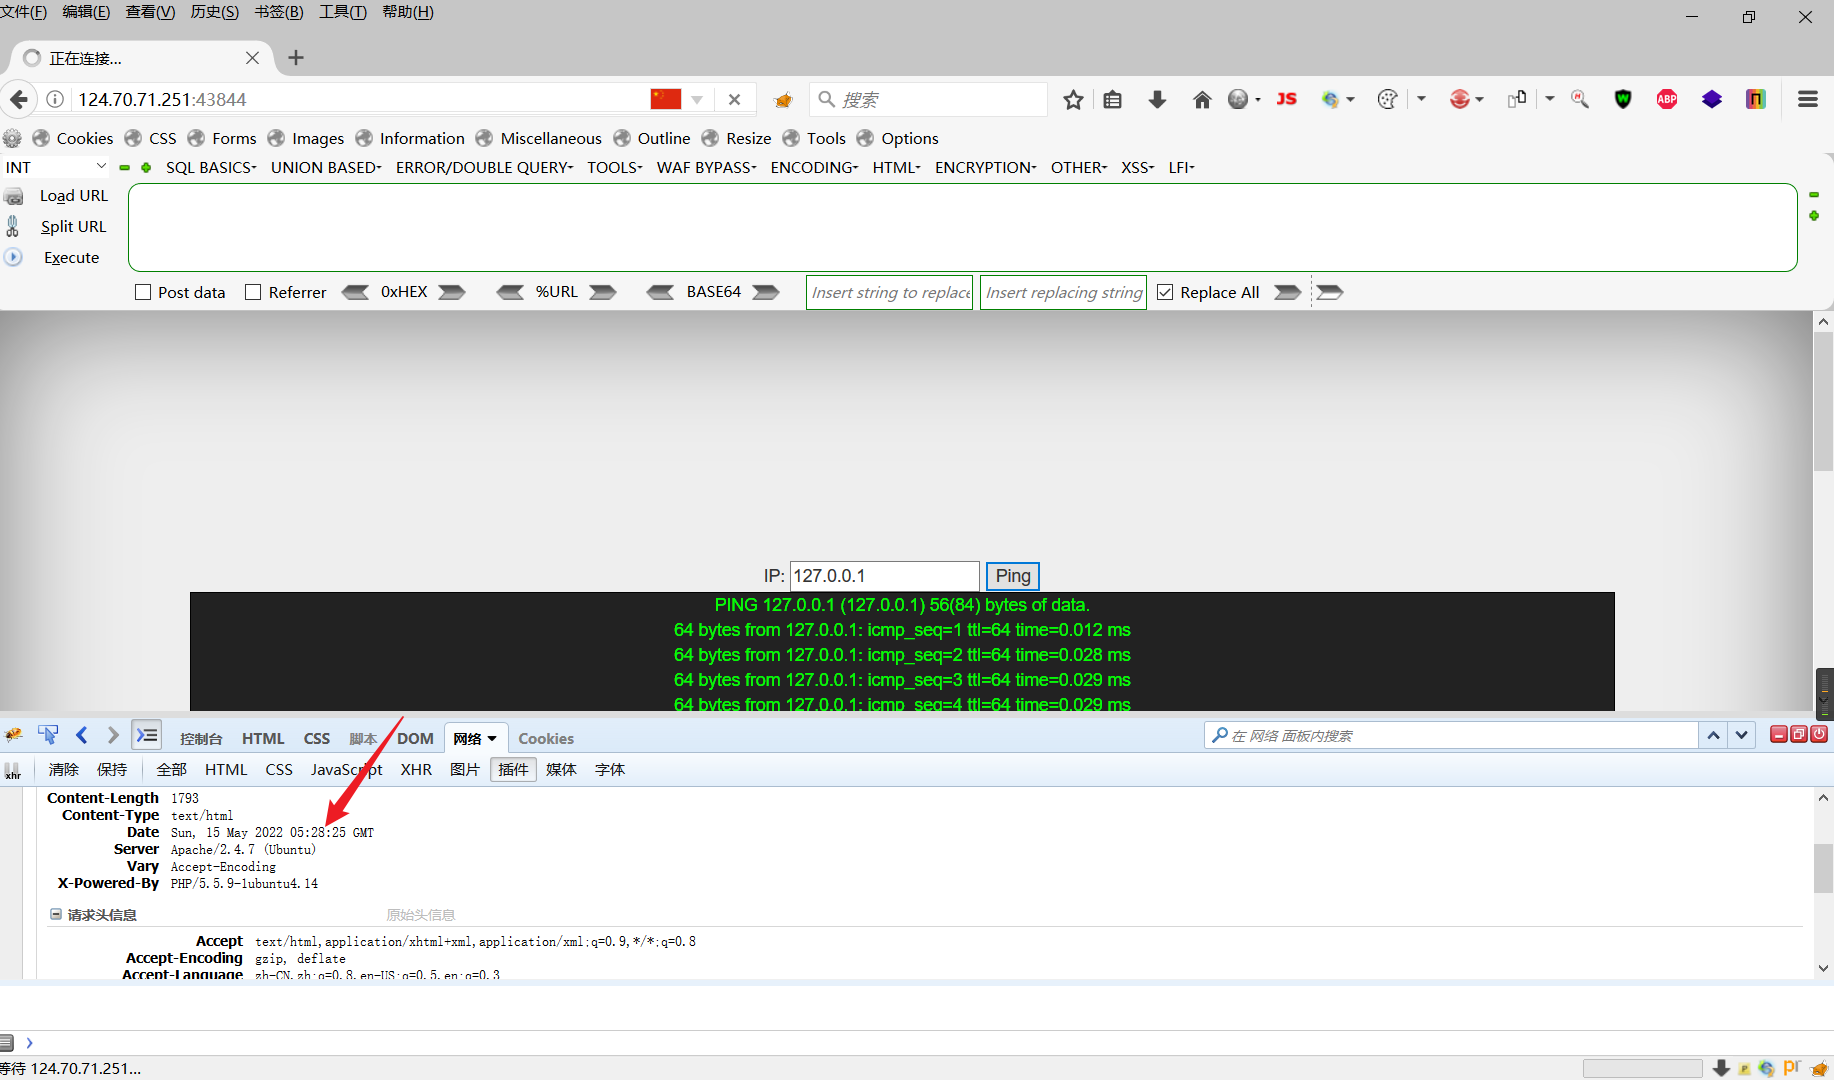 文件(F) 编辑(E) 查看(V) 历史(S) 书签(B) 工具(T) 帮助(H)
正在连接...
124.70.71.251:43844 搜索 JS ABP
Cookies CSS Forms Images Information Miscellaneous Outline Resize Tools Options
INT SQL BASICS UNION BASED ERROR/DOUBLE QUERY TOOLS WAF BYPASS ENCODING HTML ENCRYPTION OTHER XSS LFI
Load URL
Split URL
Execute
Post data Referrer 0xHEX %URL BASE64 Insert string to replace Insert replacing string Replace All
IP: 127.0.0.1 Ping
PING 127.0.0.1 (127.0.0.1) 56(84) bytes of data.
64 bytes from 127.0.0.1: icmp_seq=1 ttl=64 time=0.012 ms
64 bytes from 127.0.0.1: icmp_seq=2 ttl=64 time=0.028 ms
64 bytes from 127.0.0.1: icmp_seq=3 ttl=64 time=0.029 ms
64 bytes from 127.0.0.1: icmp_seq=4 ttl=64 time=0.029 ms
控制台 HTML CSS 脚本 DOM 网络 Cookies 在 网络 面板内搜索
xhr 清除 保持 全部 HTML CSS JavaScript XHR 图片 插件 媒体 字体
Content-Length 1793
Content-Type text/html
Date Sun, 15 May 2022 05:28:25 GMT
Server Apache/2.4.7 (Ubuntu)
Vary Accept-Encoding
X-Powered-By PHP/5.5.9-1ubuntu4.14
请求头信息 原始头信息
Accept text/html,application/xhtml+xml,application/xml;q=0.9,*/*;q=0.8
Accept-Encoding gzip, deflate
Accept-Language zh-CN,zh;q=0.8,en-US;q=0.5,en;q=0.3
等待 124.70.71.251... pr